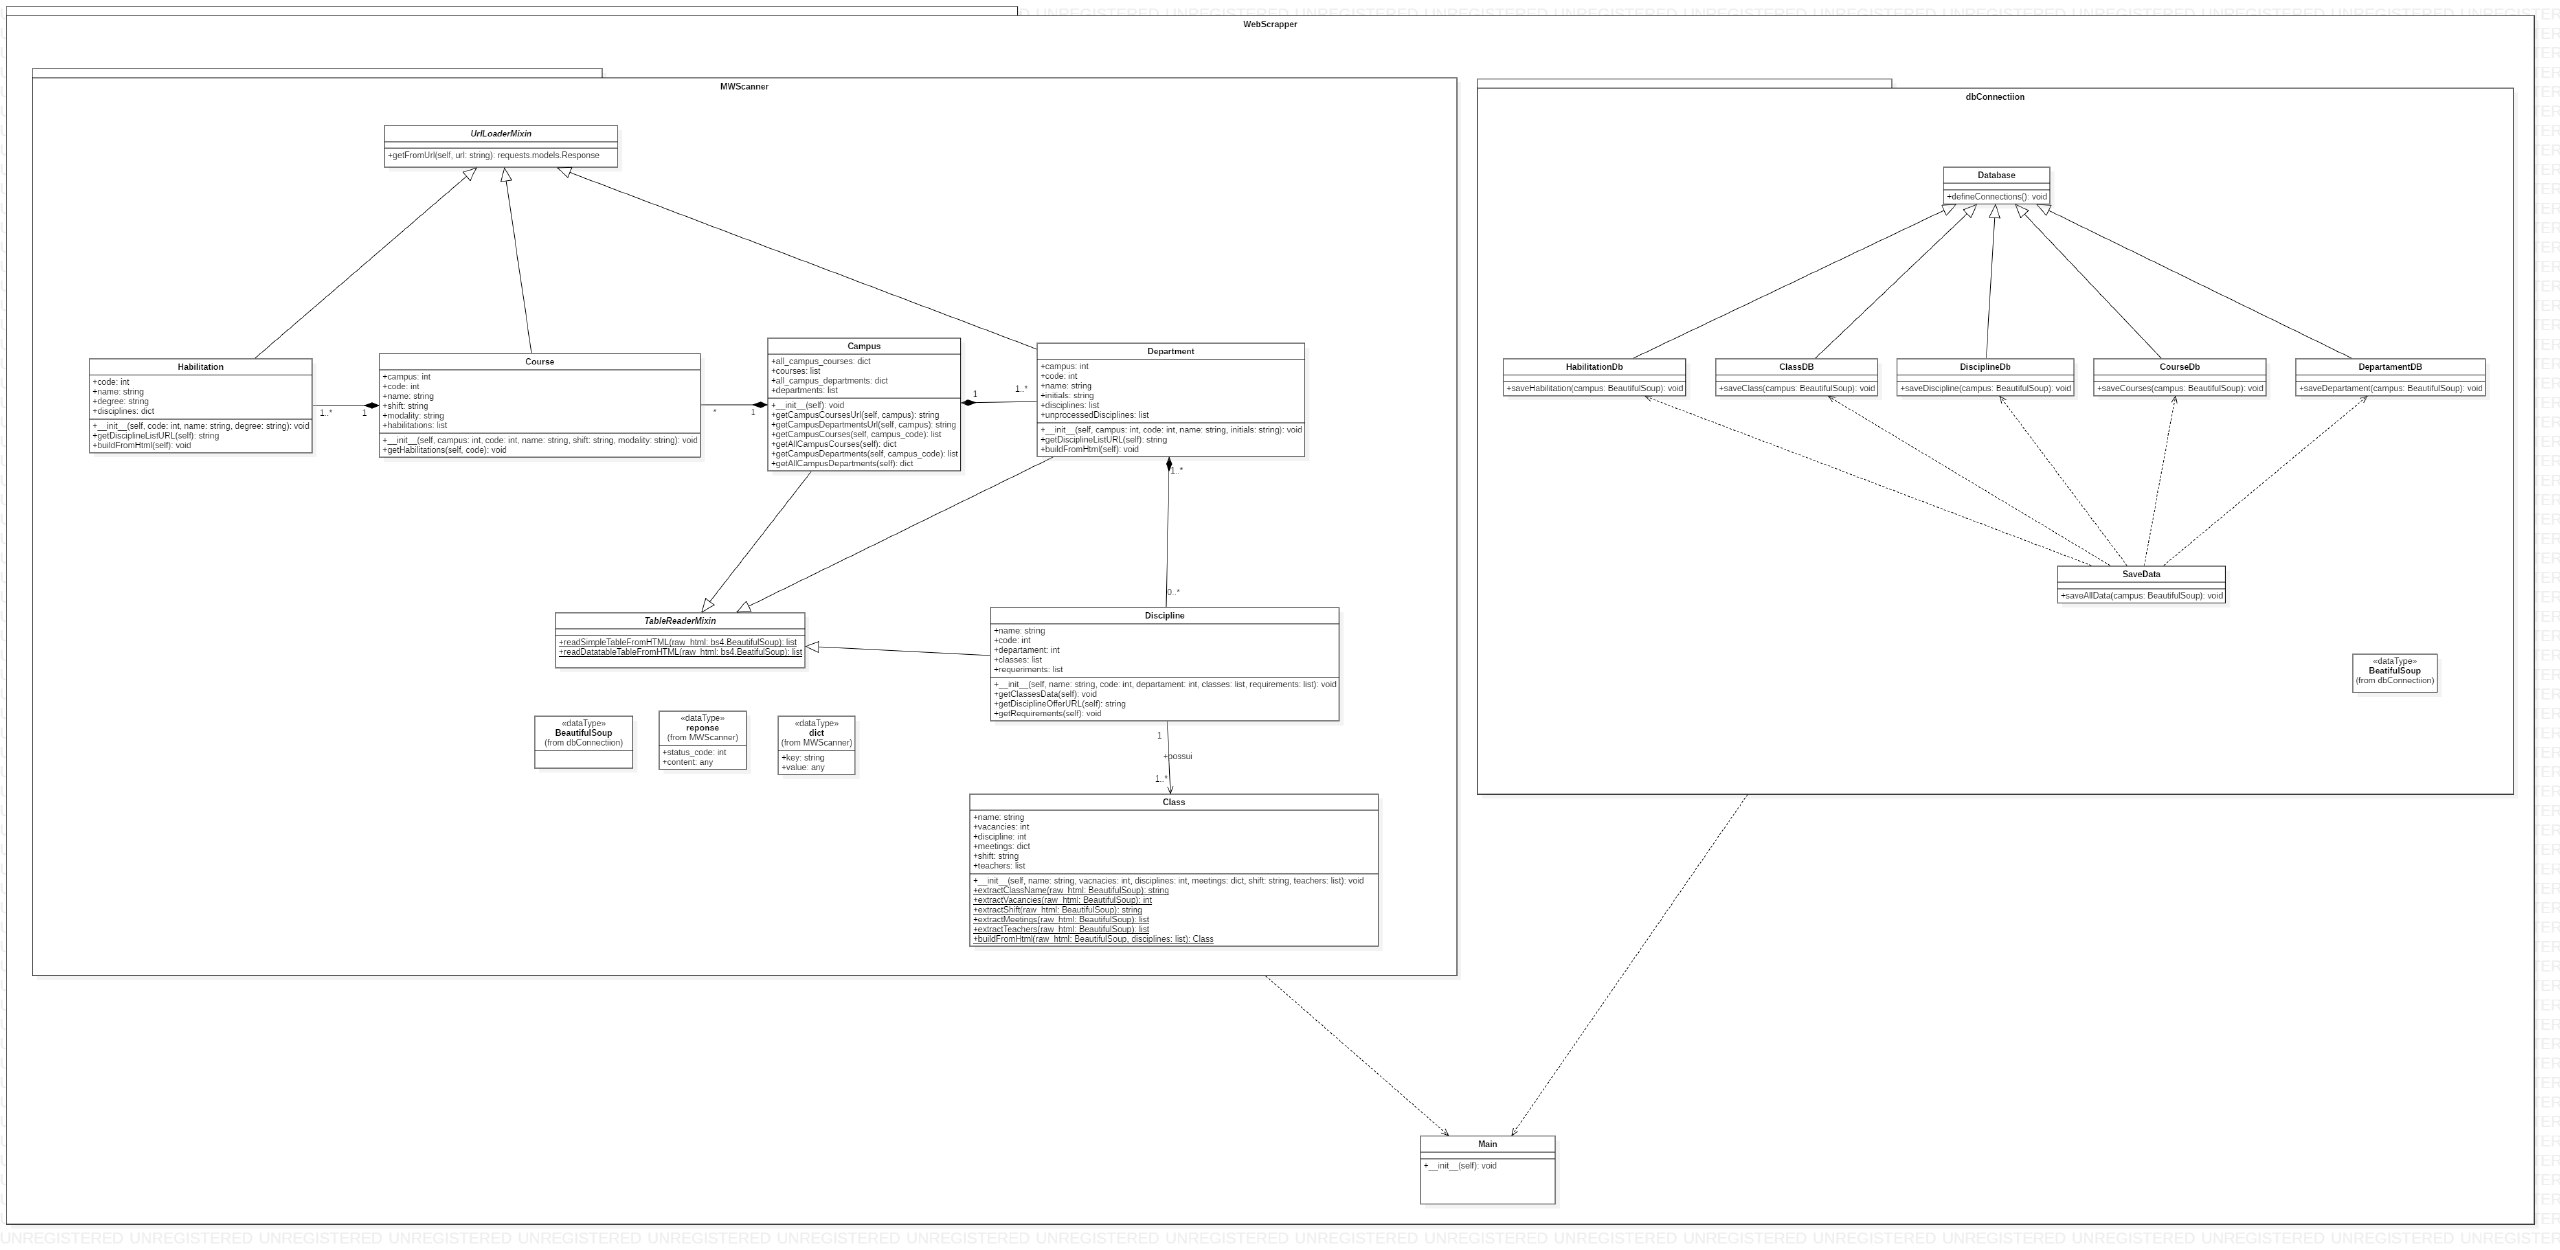 WebScrapper
MWScanner
UrlLoaderMixin
+getFromUrl(self, url: string): requests.models.Response
Habilitation
+code: int
+name: string
+degree: string
+disciplines: dict
+__init__(self, code: int, name: string, degree: string): void
+getDisciplineListURL(self): string
+buildFromHtml(self): void
1..*
1
Course
+campus: int
+code: int
+name: string
+shift: string
+modality: string
+habilitations: list
+__init__(self, campus: int, code: int, name: string, shift: string, modality: string): void
+getHabilitations(self, code): void
*
1
Campus
+all_campus_courses: dict
+courses: list
+all_campus_departments: dict
+departments: list
+__init__(self): void
+getCampusCoursesUrl(self, campus): string
+getCampusDepartmentsUrl(self, campus): string
+getCampusCourses(self, campus_code): list
+getAllCampusCourses(self): dict
+getCampusDepartments(self, campus_code): list
+getAllCampusDepartments(self): dict
1
1..*
Department
+campus: int
+code: int
+name: string
+initials: string
+disciplines: list
+unprocessedDisciplines: list
+__init__(self, campus: int, code: int, name: string, initials: string): void
+getDisciplineListURL(self): string
+buildFromHtml(self): void
1..*
0..*
TableReaderMixin
+readSimpleTableFromHTML(raw_html: bs4.BeautifulSoup): list
+readDatatableTableFromHTML(raw_html: bs4.BeatifulSoup): list
Discipline
+name: string
+code: int
+departament: int
+classes: list
+requeriments: list
+__init__(self, name: string, code: int, departament: int, classes: list, requirements: list): void
+getClassesData(self): void
+getDisciplineOfferURL(self): string
+getRequirements(self): void
«dataType»
BeautifulSoup
(from dbConnectiion)
«dataType»
reponse
(from MWScanner)
+status_code: int
+content: any
«dataType»
dict
(from MWScanner)
+key: string
+value: any
1
+possui
1..*
Class
+name: string
+vacancies: int
+discipline: int
+meetings: dict
+shift: string
+teachers: list
+__init__(self, name: string, vacnacies: int, disciplines: int, meetings: dict, shift: string, teachers: list): void
+extractClassName(raw_html: BeautifulSoup): string
+extractVacancies(raw_html: BeautifulSoup): int
+extractShift(raw_html: BeautifulSoup): string
+extractMeetings(raw_html: BeautifulSoup): list
+extractTeachers(raw_html: BeautifulSoup): list
+buildFromHtml(raw_html: BeautifulSoup, disciplines: list): Class
dbConnectiion
Database
+defineConnections(): void
HabilitationDb
+saveHabilitation(campus: BeautifulSoup): void
ClassDB
+saveClass(campus: BeautifulSoup): void
DisciplineDb
+saveDiscipline(campus: BeautifulSoup): void
CourseDb
+saveCourses(campus: BeautifulSoup): void
DepartamentDB
+saveDepartament(campus: BeautifulSoup): void
SaveData
+saveAllData(campus: BeautifulSoup): void
«dataType»
BeatifulSoup
(from dbConnectiion)
Main
+__init__(self): void
UNREGISTERED UNREGISTERED UNREGISTERED UNREGISTERED UNREGISTERED UNREGISTERED UNREGISTERED UNREGISTERED UNREGISTERED UNREGISTERED UNREGISTERED UNREGISTERED UNREGISTERED UNREGISTERED UNREGISTERED UNREGISTERED UNREGISTERED UNREGISTERED UNREGISTERED